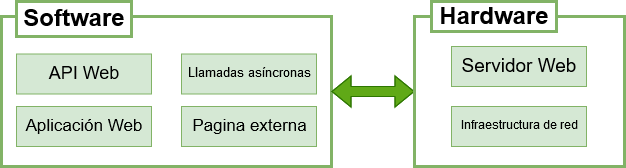 Software
API Web
Llamadas asíncronas
Aplicación Web
Pagina externa
Hardware
Servidor Web
Infraestructura de red